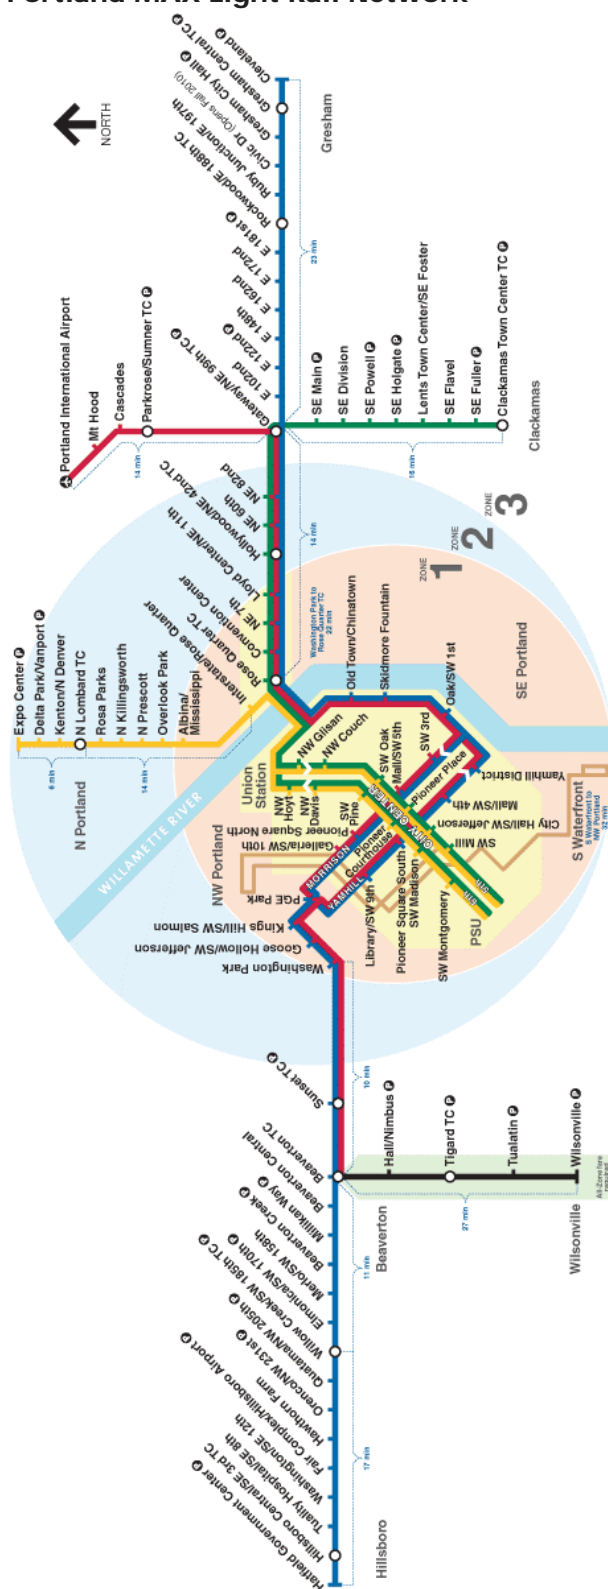 Portland MAX Light Rail Network
NORTH
Cleveland P
Gresham Central TC P
Gresham City Hall P
Civic Dr (Opens Fall 2010)
Ruby Junction/E 197th
Rockwood/E 188th TC
E 181st P
E 172nd
E 162nd
E 148th
E 122nd P
E 102nd
Gateway/NE 99th TC P
Gresham
23 min
Portland International Airport
Mt Hood
Cascades
Parkrose/Sumner TC P
14 min
SE Main P
SE Division
SE Powell P
SE Holgate P
Lents Town Center/SE Foster
SE Flavel
SE Fuller P
Clackamas Town Center TC P
Clackamas
16 min
NE 82nd
NE 60th
Hollywood/NE 42nd TC
Lloyd Center/NE 11th
NE 7th
Convention Center
Rose Quarter TC
Interstate/Rose Quarter
14 min
Washington Park to
Rose Quarter TC
22 min
ZONE
1
ZONE
2
ZONE
3
Expo Center P
Delta Park/Vanport P
Kenton/N Denver
N Lombard TC
Rosa Parks
N Killingsworth
N Prescott
Overlook Park
Albina/
Mississippi
6 min
14 min
N Portland
WILLAMETTE RIVER
NW Portland
SE Portland
Union
Station
Old Town/Chinatown
Skidmore Fountain
Oak/SW 1st
NW Glisan
NW Couch
NW
Hoyt
NW
Davis
SW Oak
Mall/SW 5th
SW 3rd
SW
Pine
CITY CENTER
Pioneer Place
Yamhill District
Mall/SW 4th
City Hall/SW Jefferson
SW Mill
S Waterfront
S Waterfront to
NW Portland
32 min
Pioneer Square North
Galleria/SW 10th
MORRISON
YAMHILL
Pioneer
Courthouse
PGE Park
Kings Hill/SW Salmon
Goose Hollow/SW Jefferson
Washington Park
Library/SW 9th
Pioneer Square South
SW Madison
SW Montgomery
PSU
6th
5th
Sunset TC P
10 min
Beaverton TC
Beaverton Central
Millikan Way P
Beaverton Creek P
Merlo/SW 158th
Elmonica/SW 170th P
Willow Creek/SW 185th TC P
Quatama/NW 205th P
Orenco/NW 231st P
Hawthorn Farm
Fair Complex/Hillsboro Airport P
Washington/SE 12th
Tuality Hospital/SE 8th
Hillsboro Central/SE 3rd TC
Hatfield Government Center P
Beaverton
11 min
17 min
Hillsboro
Hall/Nimbus P
Tigard TC P
Tualatin P
Wilsonville P
27 min
Wilsonville
All-Zone fare
required